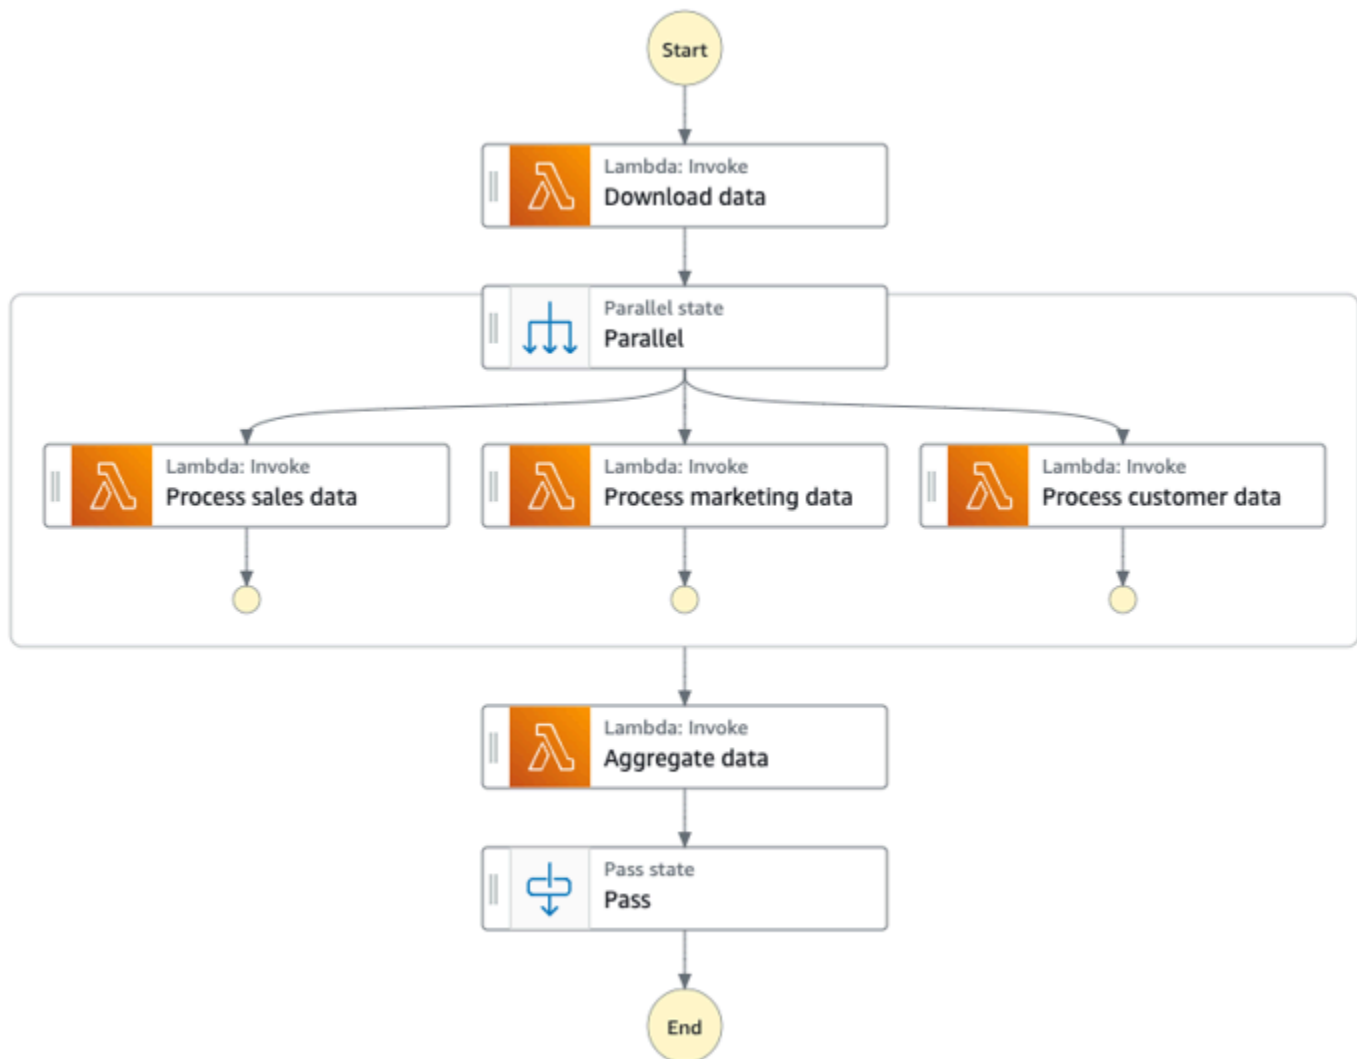 Start
Lambda: Invoke
Download data
Parallel state
Parallel
Lambda: Invoke
Process sales data
Lambda: Invoke
Process marketing data
Lambda: Invoke
Process customer data
Lambda: Invoke
Aggregate data
Pass state
Pass
End